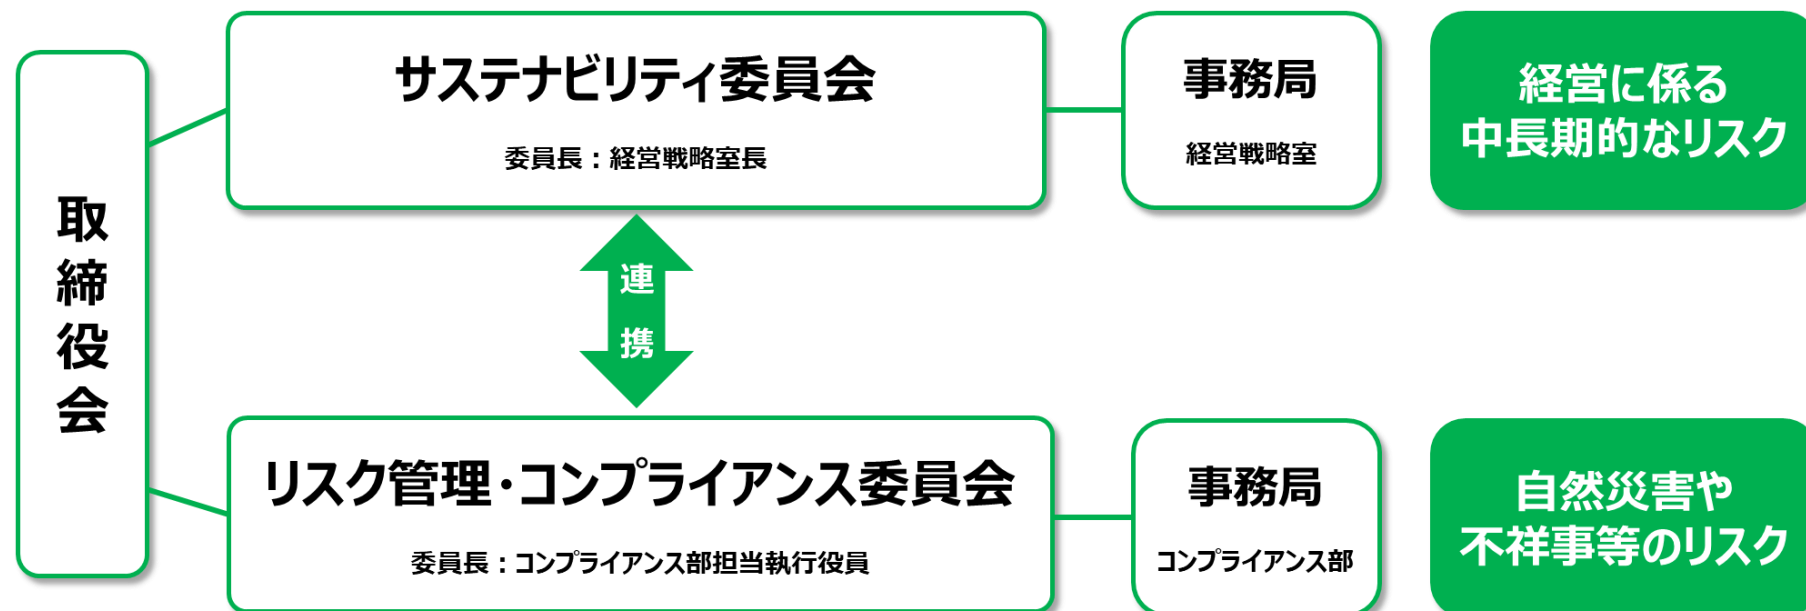 取締役会
サステナビリティ委員会
委員長：経営戦略室長
事務局
経営戦略室
経営に係る
中長期的なリスク
連携
リスク管理・コンプライアンス委員会
委員長：コンプライアンス部担当執行役員
事務局
コンプライアンス部
自然災害や
不祥事等のリスク